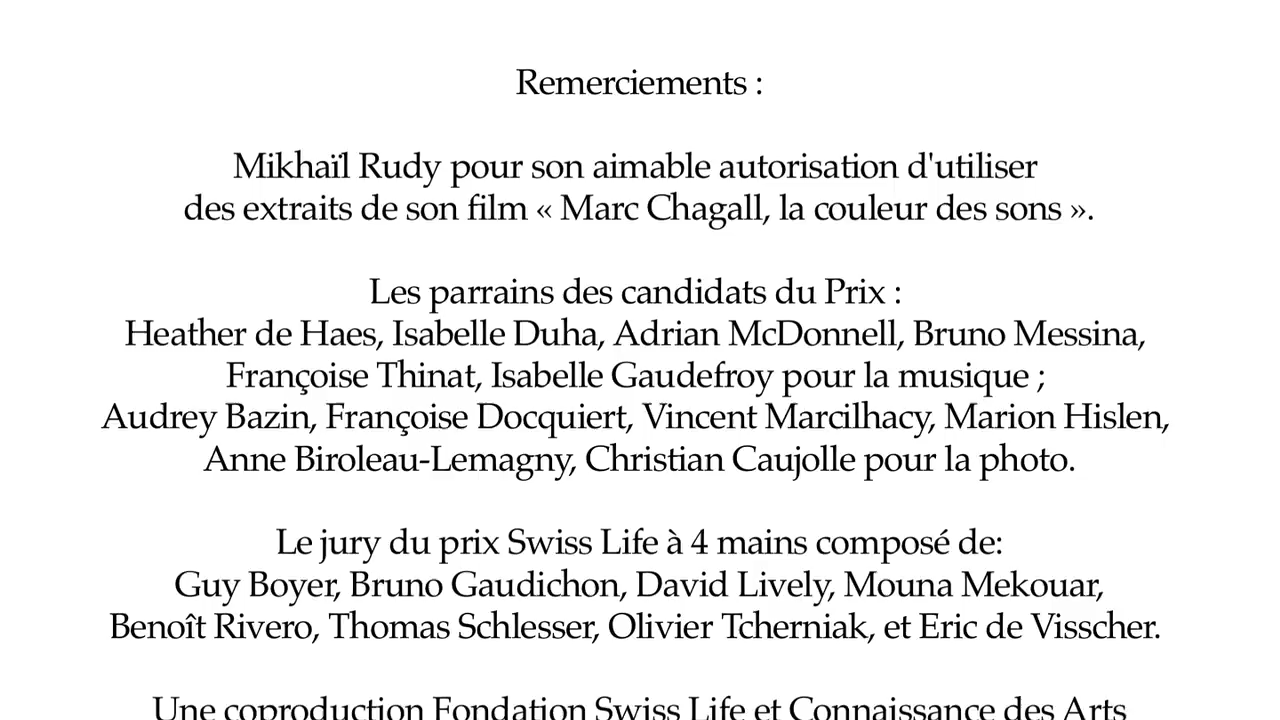 Remerciements :
Mikhaïl Rudy pour son aimable autorisation d'utiliser
des extraits de son film « Marc Chagall, la couleur des sons ».
Les parrains des candidats du Prix :
Heather de Haes, Isabelle Duha, Adrian McDonnell, Bruno Messina,
Françoise Thinat, Isabelle Gaudefroy pour la musique ;
Audrey Bazin, Françoise Docquiert, Vincent Marcilhacy, Marion Hislen,
Anne Biroleau-Lemagny, Christian Caujolle pour la photo.
Le jury du prix Swiss Life à 4 mains composé de:
Guy Boyer, Bruno Gaudichon, David Lively, Mouna Mekouar,
Benoît Rivero, Thomas Schlesser, Olivier Tcherniak, et Eric de Visscher.
Une coproduction Fondation Swiss Life et Connaissance des Arts